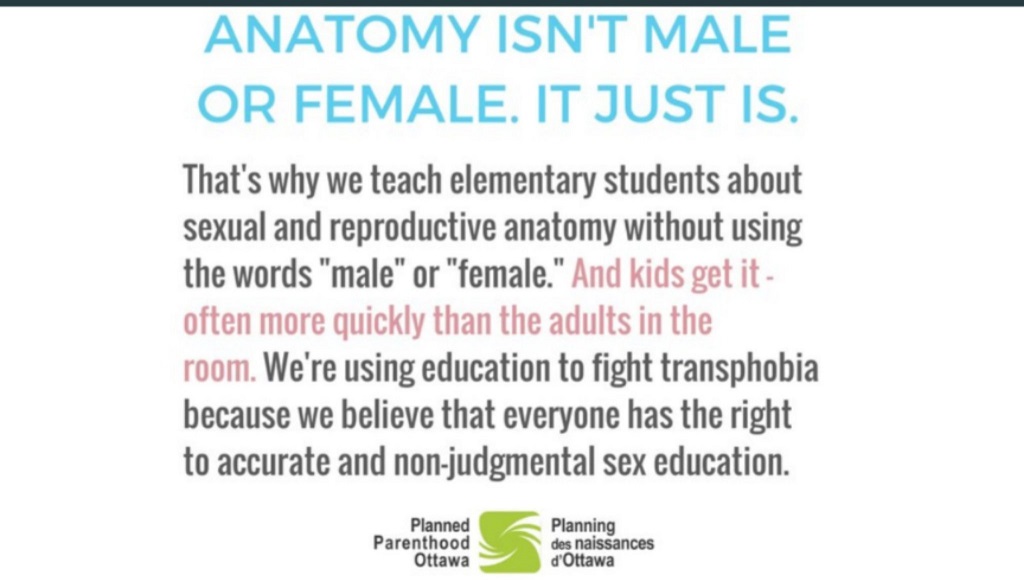 ANATOMY ISN'T MALE
OR FEMALE. IT JUST IS.
That's why we teach elementary students about
sexual and reproductive anatomy without using
the words "male" or "female." And kids get it -
often more quickly than the adults in the
room. We're using education to fight transphobia
because we believe that everyone has the right
to accurate and non-judgmental sex education.
Planned
Parenthood
Ottawa
Planning
des naissances
d'Ottawa